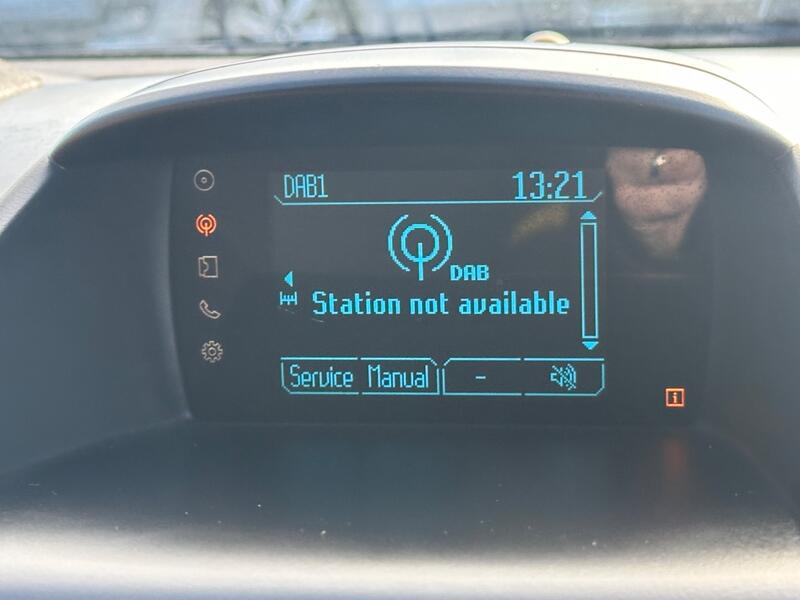 DAB1 13:21
DAB
Station not available
Service Manual -
i